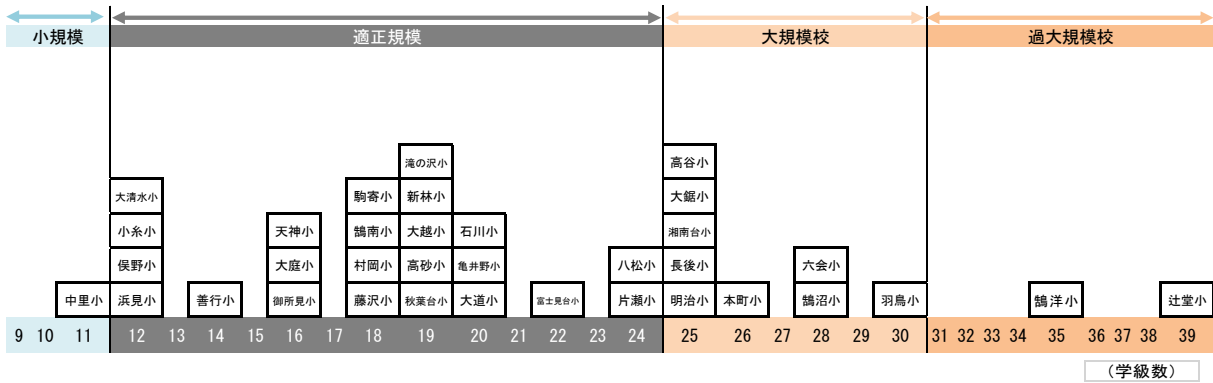 小規模 適正規模 大規模校 過大規模校
滝の沢小 高谷小
大清水小 駒寄小 新林小 大鋸小
小糸小 天神小 鵠南小 大越小 石川小 湘南台小
俣野小 大庭小 村岡小 高砂小 亀井野小 八松小 長後小 六会小
中里小 浜見小 善行小 御所見小 藤沢小 秋葉台小 大道小 富士見台小 片瀬小 明治小 本町小 鵠沼小 羽鳥小 鵠洋小 辻堂小
9 10 11 12 13 14 15 16 17 18 19 20 21 22 23 24 25 26 27 28 29 30 31 32 33 34 35 36 37 38 39
(学級数)